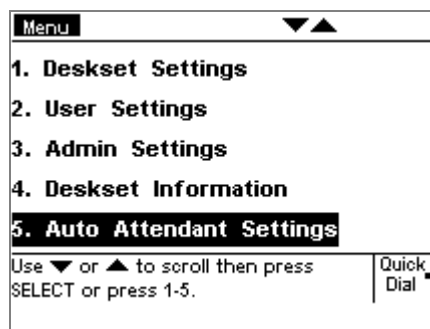 Menu ▼▲
1. Deskset Settings
2. User Settings
3. Admin Settings
4. Deskset Information
5. Auto Attendant Settings
Use ▼ or ▲ to scroll then press
SELECT or press 1-5.
Quick
Dial